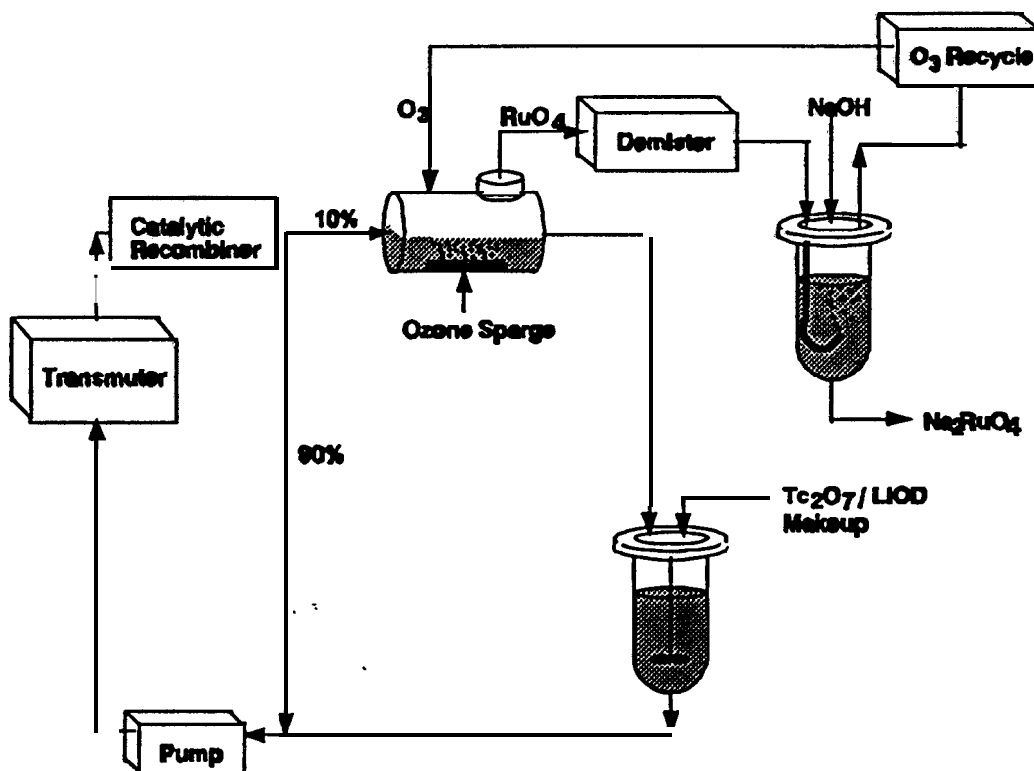 O3 Recycle
O3
RuO4
NaOH
Demister
Catalytic
Recombiner
10%
Ozone Sparge
Transmuter
Na2RuO4
90%
Tc2O7/ LIOD
Makeup
Pump